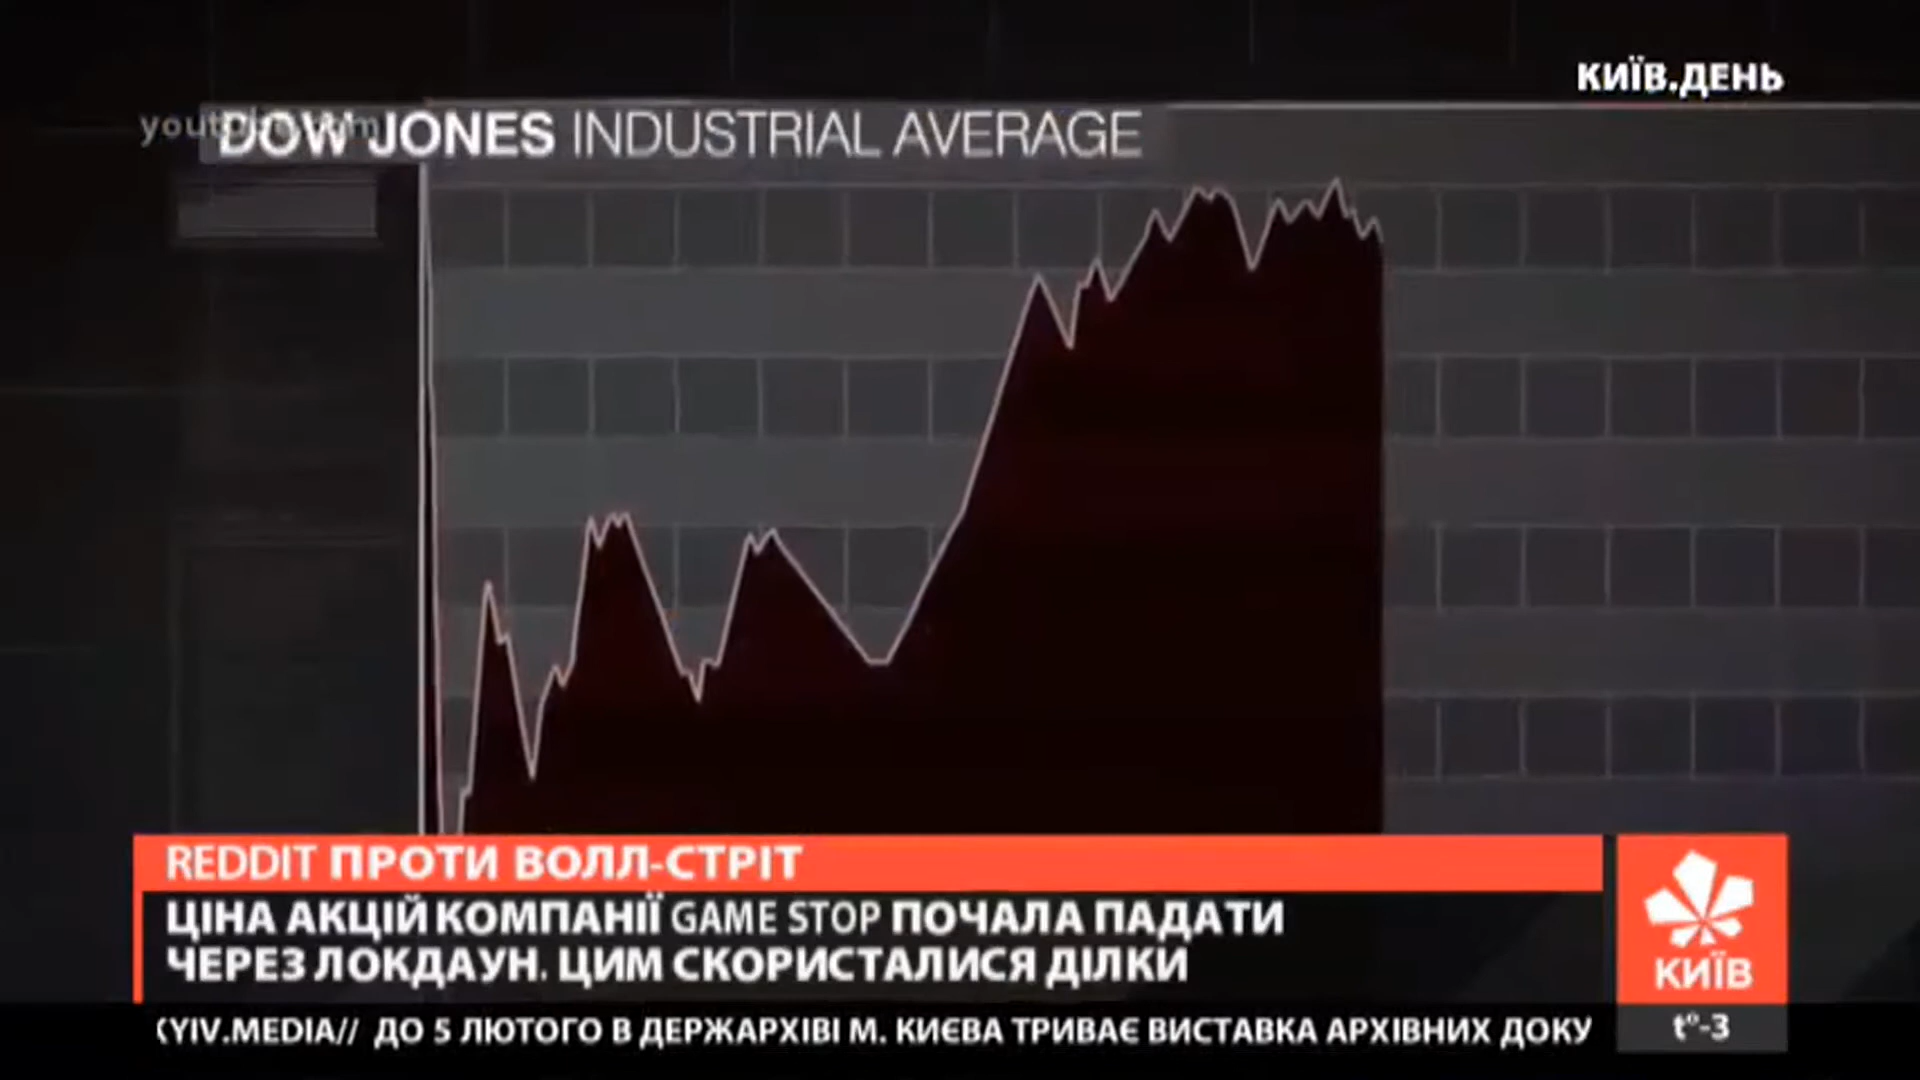 КИЇВ.ДЕНЬ
DOW JONES INDUSTRIAL AVERAGE
REDDIT ПРОТИ ВОЛЛ-СТРІТ
ЦІНА АКЦІЙ КОМПАНІЇ GAME STOP ПОЧАЛА ПАДАТИ
ЧЕРЕЗ ЛОКДАУН. ЦИМ СКОРИСТАЛИСЯ ДІЛКИ
КИЇВ
KYIV.MEDIA// ДО 5 ЛЮТОГО В ДЕРЖАРХІВІ М. КИЄВА ТРИВАЄ ВИСТАВКА АРХІВНИХ ДОКУ
t°-3